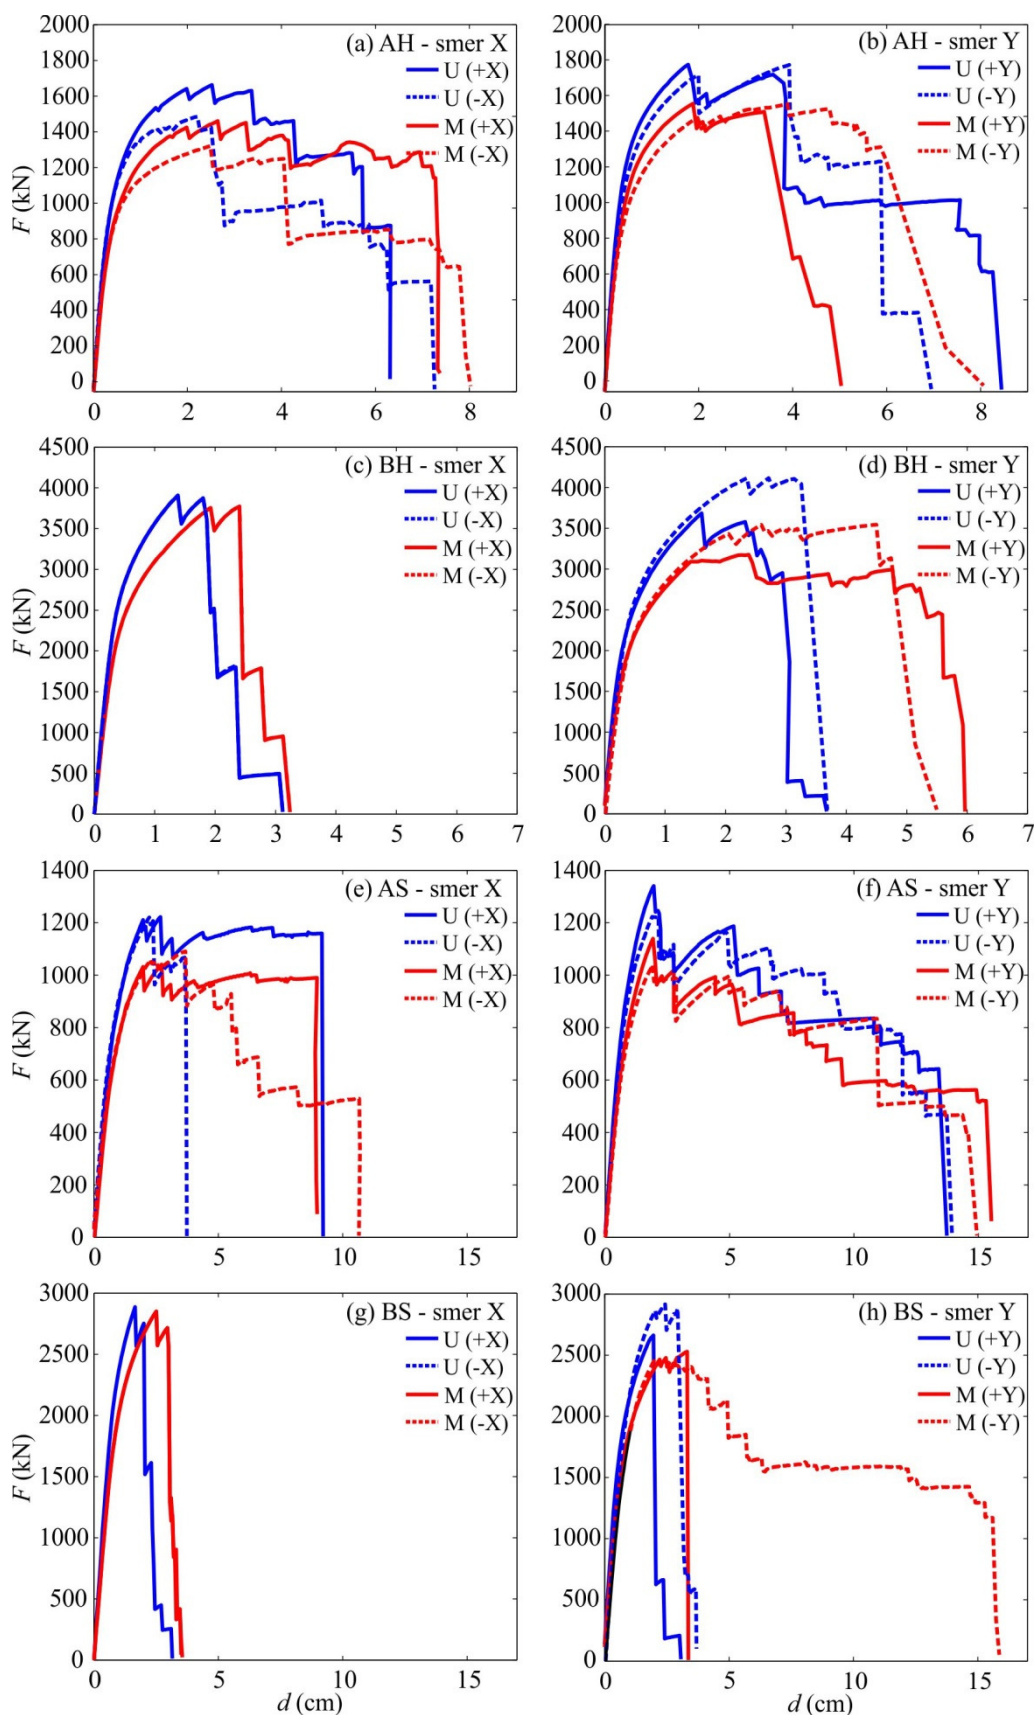 2000
1800
1600
1400
1200
1000
800
600
400
200
0
F (kN)
(a) AH - smer X
U (+X)
U (-X)
M (+X)
M (-X)
0 2 4 6 8
2000
1800
1600
1400
1200
1000
800
600
400
200
0
(b) AH - smer Y
U (+Y)
U (-Y)
M (+Y)
M (-Y)
0 2 4 6 8
4500
4000
3500
3000
2500
2000
1500
1000
500
0
F (kN)
(c) BH - smer X
U (+X)
U (-X)
M (+X)
M (-X)
0 1 2 3 4 5 6 7
4500
4000
3500
3000
2500
2000
1500
1000
500
0
(d) BH - smer Y
U (+Y)
U (-Y)
M (+Y)
M (-Y)
0 1 2 3 4 5 6 7
1400
1200
1000
800
600
400
200
0
F (kN)
(e) AS - smer X
U (+X)
U (-X)
M (+X)
M (-X)
0 5 10 15
1400
1200
1000
800
600
400
200
0
(f) AS - smer Y
U (+Y)
U (-Y)
M (+Y)
M (-Y)
0 5 10 15
3000
2500
2000
1500
1000
500
0
F (kN)
(g) BS - smer X
U (+X)
U (-X)
M (+X)
M (-X)
0 5 10 15
d (cm)
3000
2500
2000
1500
1000
500
0
(h) BS - smer Y
U (+Y)
U (-Y)
M (+Y)
M (-Y)
0 5 10 15
d (cm)